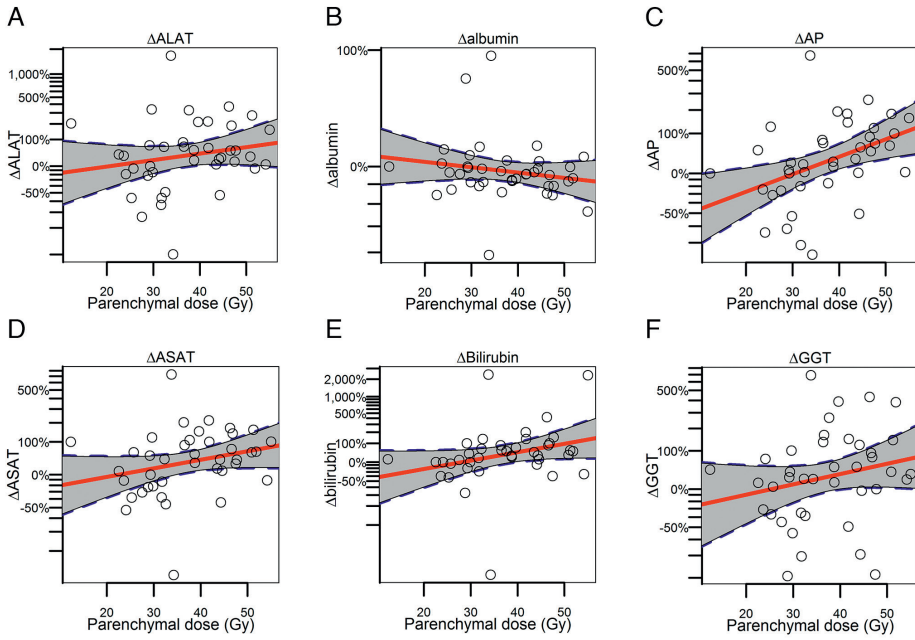 A
ΔALAT
1,000%
500%
100%
0%
-50%
ΔALAT
20 30 40 50
Parenchymal dose (Gy)
B
Δalbumin
100%
0%
Δalbumin
20 30 40 50
Parenchymal dose (Gy)
C
ΔAP
500%
100%
0%
-50%
ΔAP
20 30 40 50
Parenchymal dose (Gy)
D
ΔASAT
500%
100%
0%
-50%
ΔASAT
20 30 40 50
Parenchymal dose (Gy)
E
ΔBilirubin
2,000%
1,000%
500%
100%
0%
-50%
Δbilirubin
20 30 40 50
Parenchymal dose (Gy)
F
ΔGGT
500%
100%
0%
-50%
ΔGGT
20 30 40 50
Parenchymal dose (Gy)